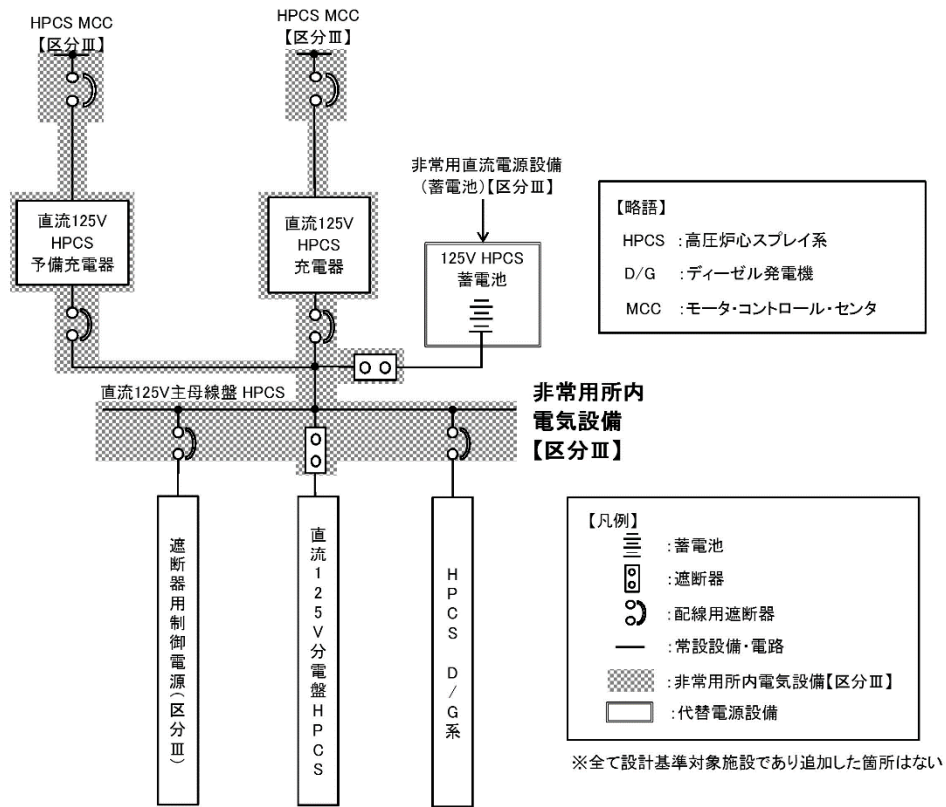 HPCS MCC
【区分Ⅲ】
HPCS MCC
【区分Ⅲ】
非常用直流電源設備
(蓄電池)【区分Ⅲ】
直流125V
HPCS
予備充電器
直流125V
HPCS
充電器
125V HPCS
蓄電池
【略語】
HPCS :高圧炉心スプレイ系
D/G :ディーゼル発電機
MCC :モータ・コントロール・センタ
直流125V主母線盤 HPCS
非常用所内
電気設備
【区分Ⅲ】
遮断器用制御電源(区分Ⅲ)
直流125V分電盤HPCS
HPCS D/G系
【凡例】
:蓄電池
:遮断器
:配線用遮断器
:常設設備・電路
:非常用所内電気設備【区分Ⅲ】
:代替電源設備
※全て設計基準対象施設であり追加した箇所はない